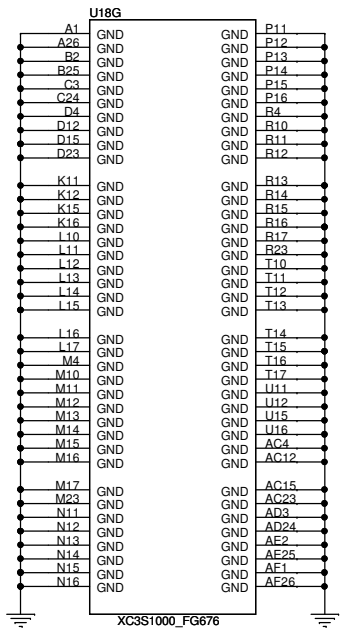 U18G
A1 GND GND P11
A26 GND GND P12
B2 GND GND P13
B25 GND GND P14
C3 GND GND P15
C24 GND GND P16
D4 GND GND R4
D12 GND GND R10
D15 GND GND R11
D23 GND GND R12
K11 GND GND R13
K12 GND GND R14
K15 GND GND R15
K16 GND GND R16
L10 GND GND R17
L11 GND GND R23
L12 GND GND T10
L13 GND GND T11
L14 GND GND T12
L15 GND GND T13
L16 GND GND T14
L17 GND GND T15
M4 GND GND T16
M10 GND GND T17
M11 GND GND U11
M12 GND GND U12
M13 GND GND U15
M14 GND GND U16
M15 GND GND AC4
M16 GND GND AC12
M17 GND GND AC15
M23 GND GND AC23
N11 GND GND AD3
N12 GND GND AD24
N13 GND GND AE2
N14 GND GND AE25
N15 GND GND AF1
N16 GND GND AF26
XC3S1000_FG676